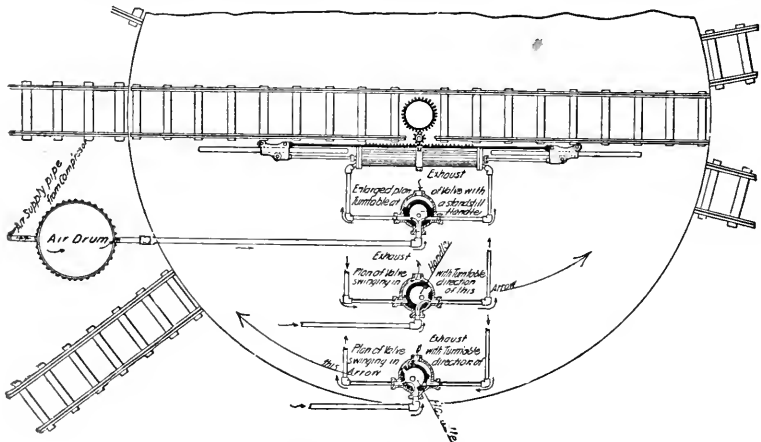 Air Supply pipe
from Compressor
Air Drum
Exhaust
Enlarged plan of Valve with
Turntable at a standstill
Handle
Exhaust
Handle
Plan of Valve with Turntable
swinging in direction of this
Arrow
Exhaust
Plan of Valve with Turntable
swinging in direction of
this
Arrow